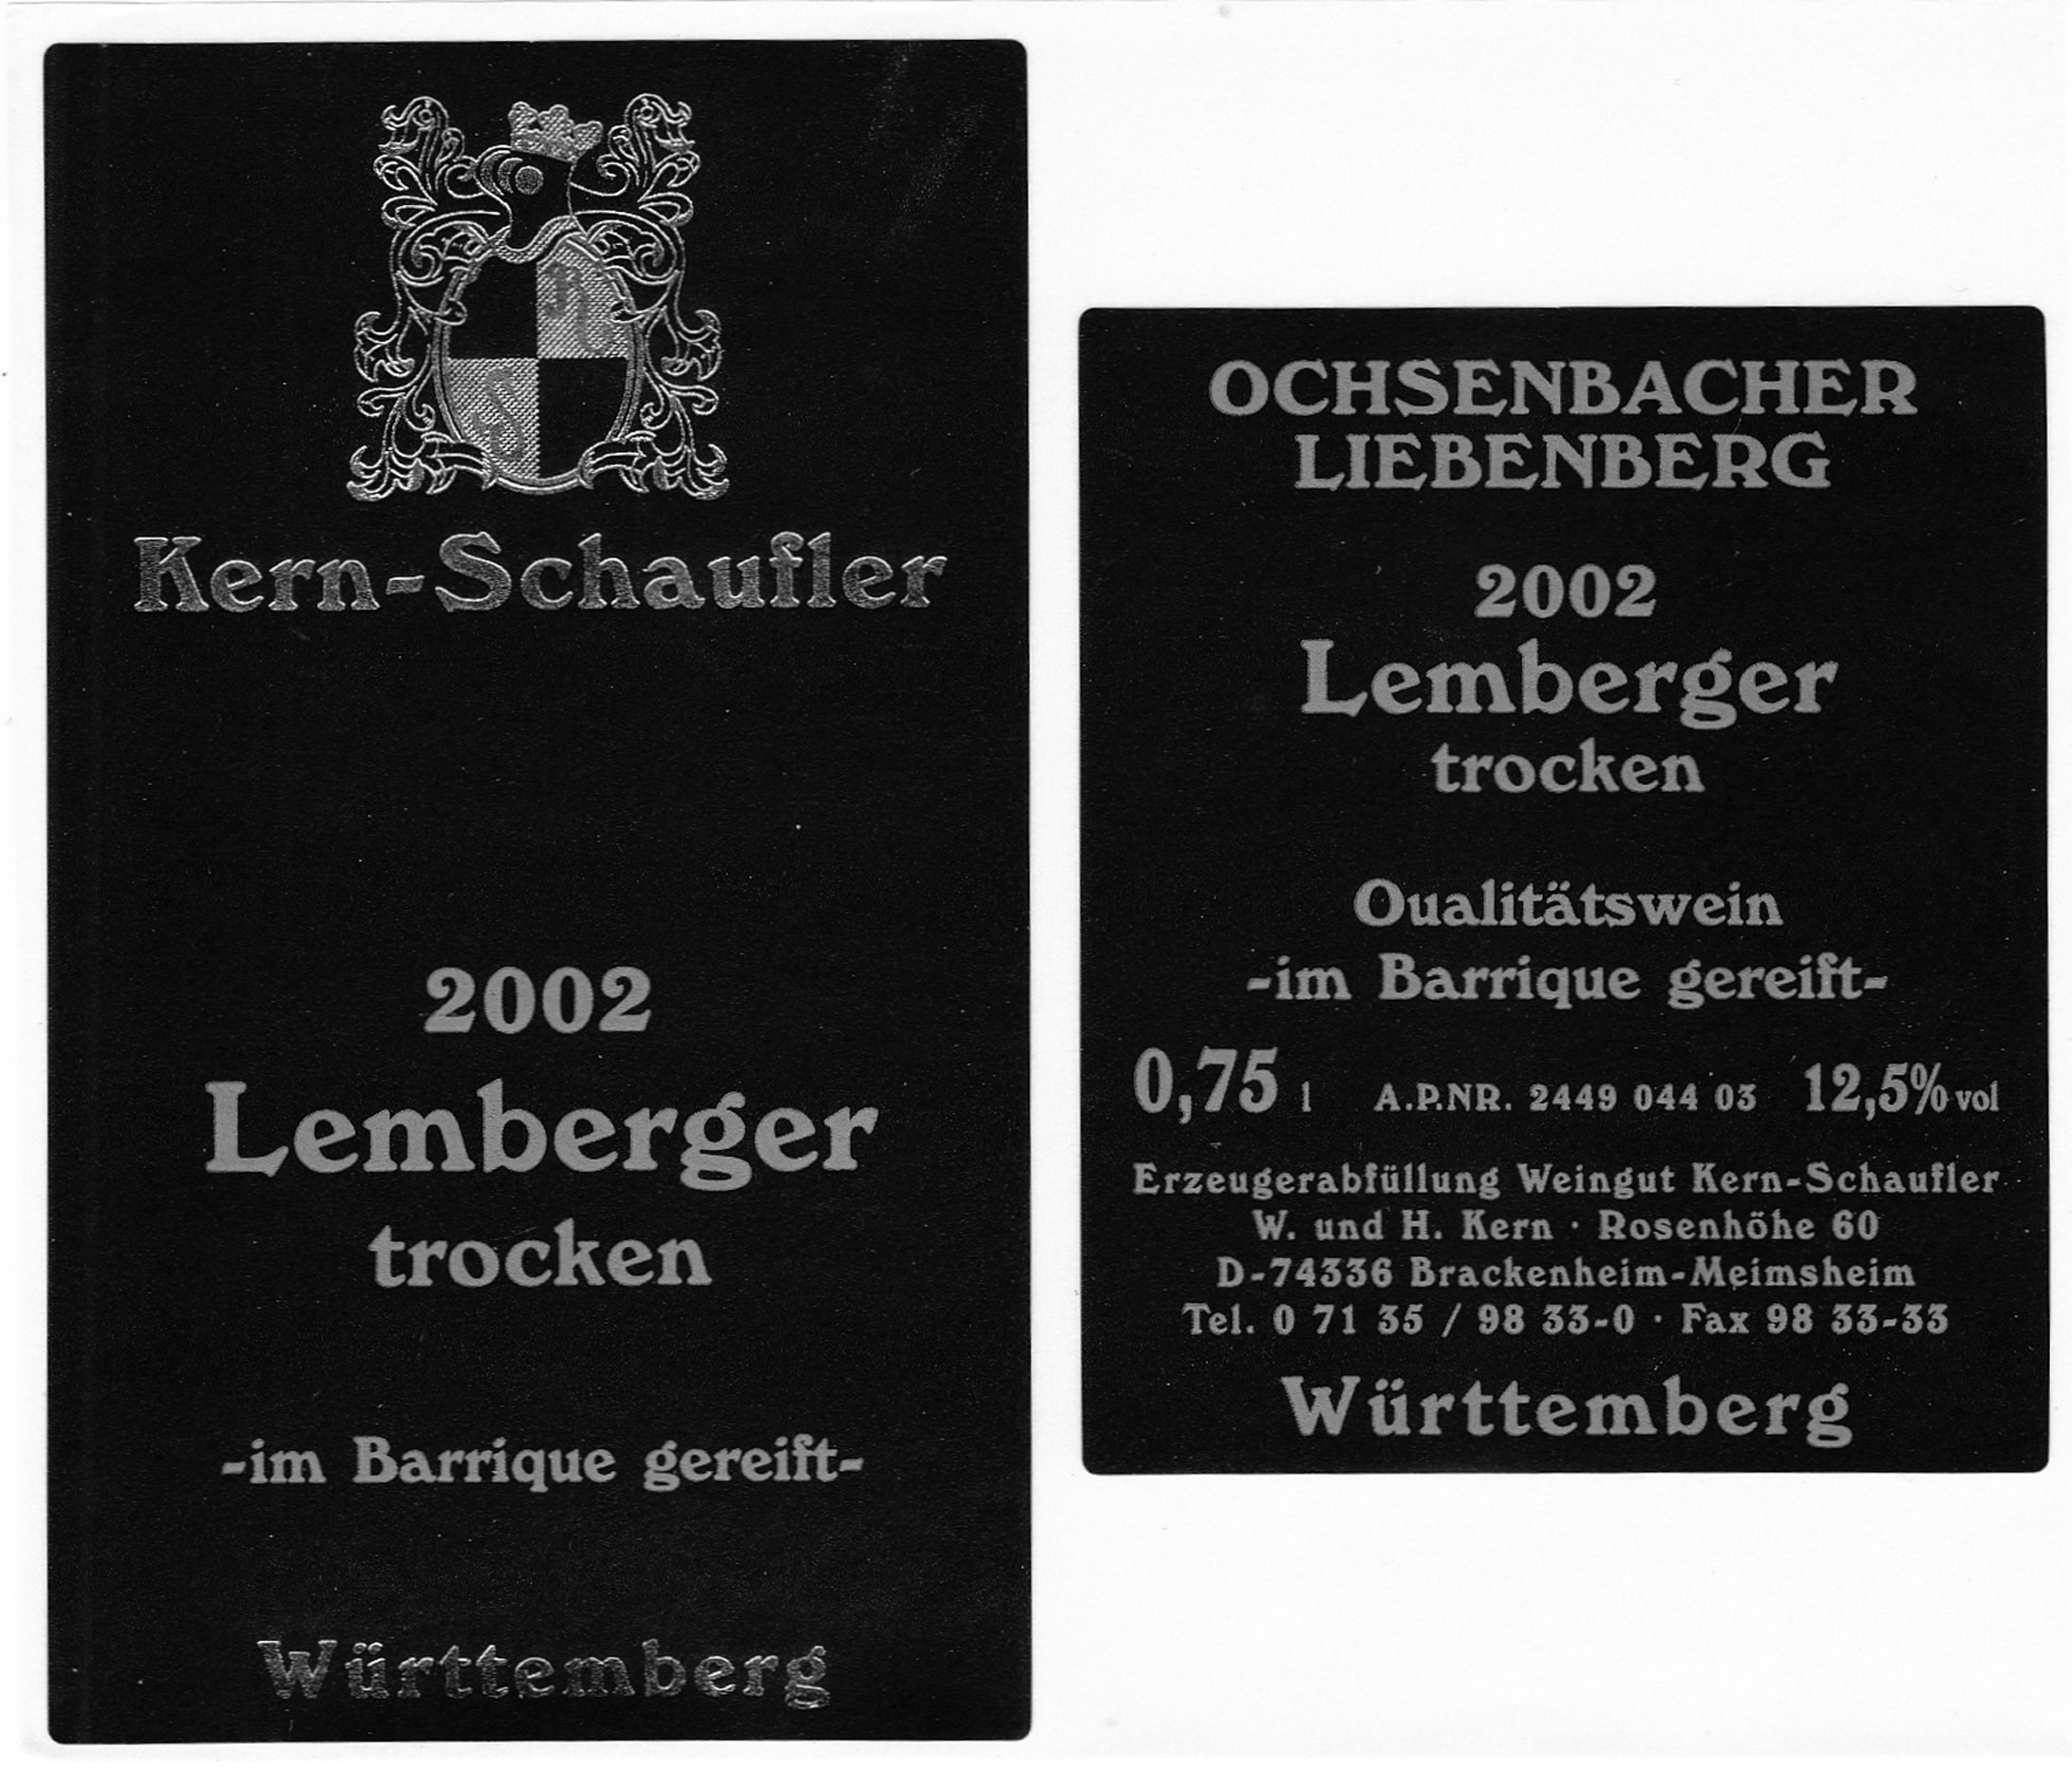 Kern-Schaufler
2002
Lemberger
trocken
-im Barrique gereift-
Württemberg
OCHSENBACHER
LIEBENBERG
2002
Lemberger
trocken
Qualitätswein
-im Barrique gereift-
0,75 l A.P.NR. 2449 044 03 12,5% vol
Erzeugerabfüllung Weingut Kern-Schaufler
W. und H. Kern · Rosenhöhe 60
D-74336 Brackenheim-Meimsheim
Tel. 0 71 35 / 98 33-0 · Fax 98 33-33
Württemberg